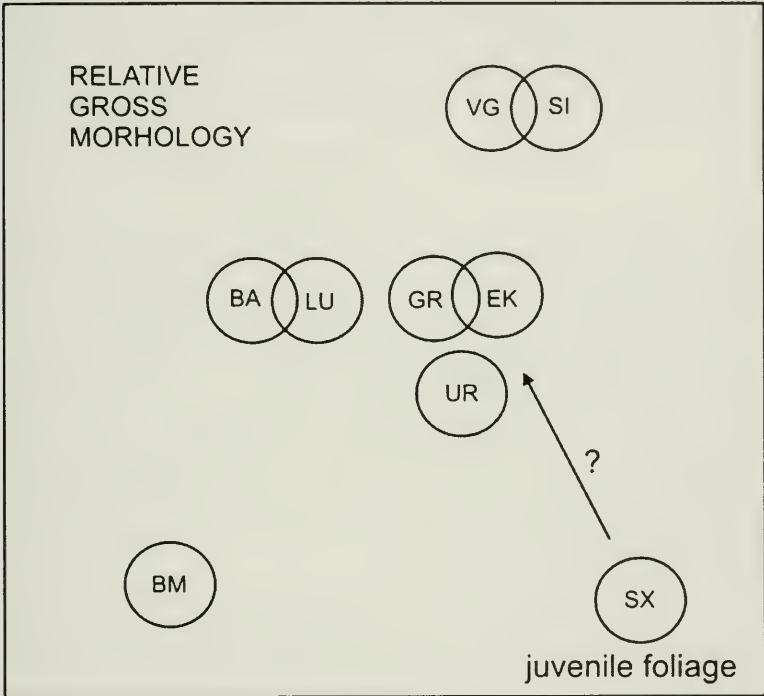 RELATIVE
GROSS
MORHOLOGY
VG SI
BA LU GR EK
UR
?
BM
SX
juvenile foliage